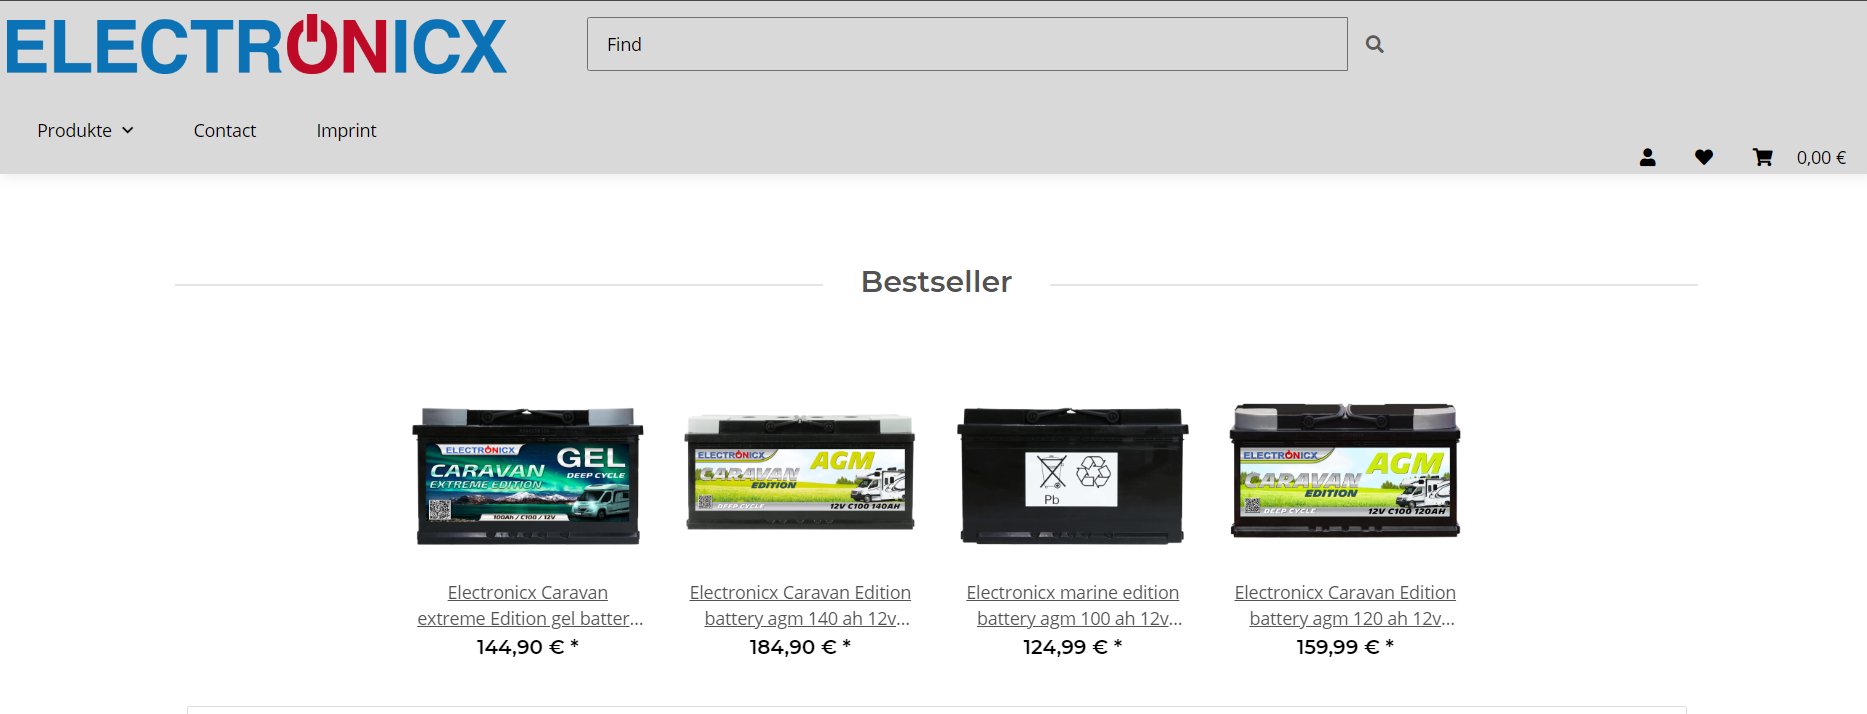 ELECTRONICX
Find
Produkte
Contact
Imprint
0,00 €
Bestseller
ELECTRONICX
GEL
DEEP CYCLE
CARAVAN
EXTREME EDITION
100Ah / C100 / 12V
ELECTRONICX
AGM
CARAVAN
EDITION
DEEP CYCLE
12V C100 140AH
Pb
ELECTRONICX
AGM
CARAVAN
EDITION
DEEP CYCLE
12V C100 120AH
Electronicx Caravan
extreme Edition gel batter...
144,90 € *
Electronicx Caravan Edition
battery agm 140 ah 12v...
184,90 € *
Electronicx marine edition
battery agm 100 ah 12v...
124,99 € *
Electronicx Caravan Edition
battery agm 120 ah 12v...
159,99 € *